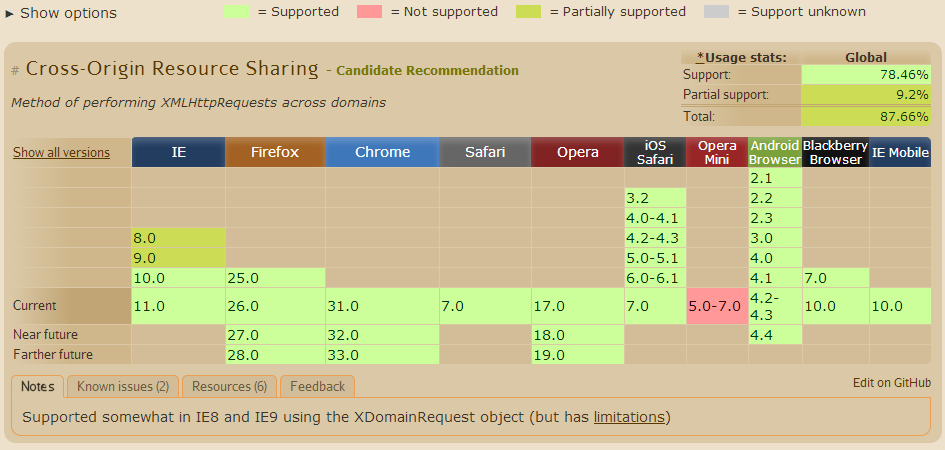 ► Show options = Supported = Not supported = Partially supported = Support unknown
# Cross-Origin Resource Sharing - Candidate Recommendation
Method of performing XMLHttpRequests across domains
*Usage stats: Global
Support: 78.46%
Partial support: 9.2%
Total: 87.66%
Show all versions IE Firefox Chrome Safari Opera iOS Safari Opera Mini Android Browser Blackberry Browser IE Mobile
2.1
3.2 2.2
4.0-4.1 2.3
8.0 4.2-4.3 3.0
9.0 5.0-5.1 4.0
10.0 25.0 6.0-6.1 4.1 7.0
Current 11.0 26.0 31.0 7.0 17.0 7.0 5.0-7.0 4.2-4.3 10.0 10.0
Near future 27.0 32.0 18.0 4.4
Farther future 28.0 33.0 19.0
Notes Known issues (2) Resources (6) Feedback Edit on GitHub
Supported somewhat in IE8 and IE9 using the XDomainRequest object (but has limitations)